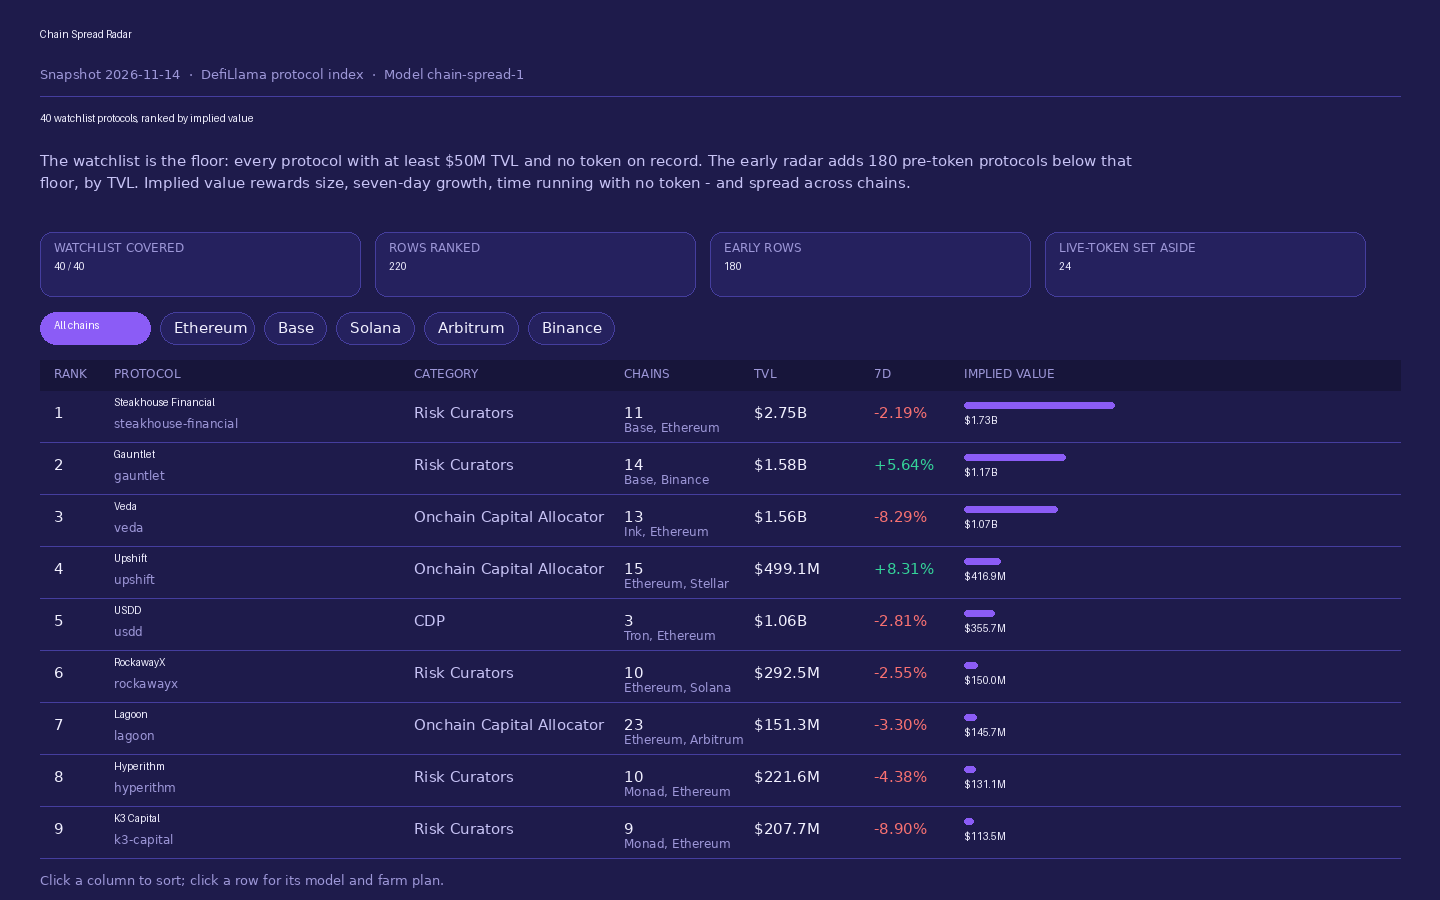 Chain Spread Radar
Snapshot 2026-11-14 · DefiLlama protocol index · Model chain-spread-1
40 watchlist protocols, ranked by implied value
The watchlist is the floor: every protocol with at least $50M TVL and no token on record. The early radar adds 180 pre-token protocols below that
floor, by TVL. Implied value rewards size, seven-day growth, time running with no token - and spread across chains.
WATCHLIST COVERED ROWS RANKED EARLY ROWS LIVE-TOKEN SET ASIDE
40 / 40 220 180 24
All chains Ethereum Base Solana Arbitrum Binance
RANK PROTOCOL CATEGORY CHAINS TVL 7D IMPLIED VALUE
Steakhouse Financial
1 Risk Curators 11 $2.75B -2.19% $1.73B
steakhouse-financial Base, Ethereum
Gauntlet
2 Risk Curators 14 $1.58B +5.64% $1.17B
gauntlet Base, Binance
Veda
3 Onchain Capital Allocator 13 $1.56B -8.29% $1.07B
veda Ink, Ethereum
Upshift
4 Onchain Capital Allocator 15 $499.1M +8.31% $416.9M
upshift Ethereum, Stellar
USDD
5 CDP 3 $1.06B -2.81% $355.7M
usdd Tron, Ethereum
RockawayX
6 Risk Curators 10 $292.5M -2.55% $150.0M
rockawayx Ethereum, Solana
Lagoon
7 Onchain Capital Allocator 23 $151.3M -3.30% $145.7M
lagoon Ethereum, Arbitrum
Hyperithm
8 Risk Curators 10 $221.6M -4.38% $131.1M
hyperithm Monad, Ethereum
K3 Capital
9 Risk Curators 9 $207.7M -8.90% $113.5M
k3-capital Monad, Ethereum
Click a column to sort; click a row for its model and farm plan.